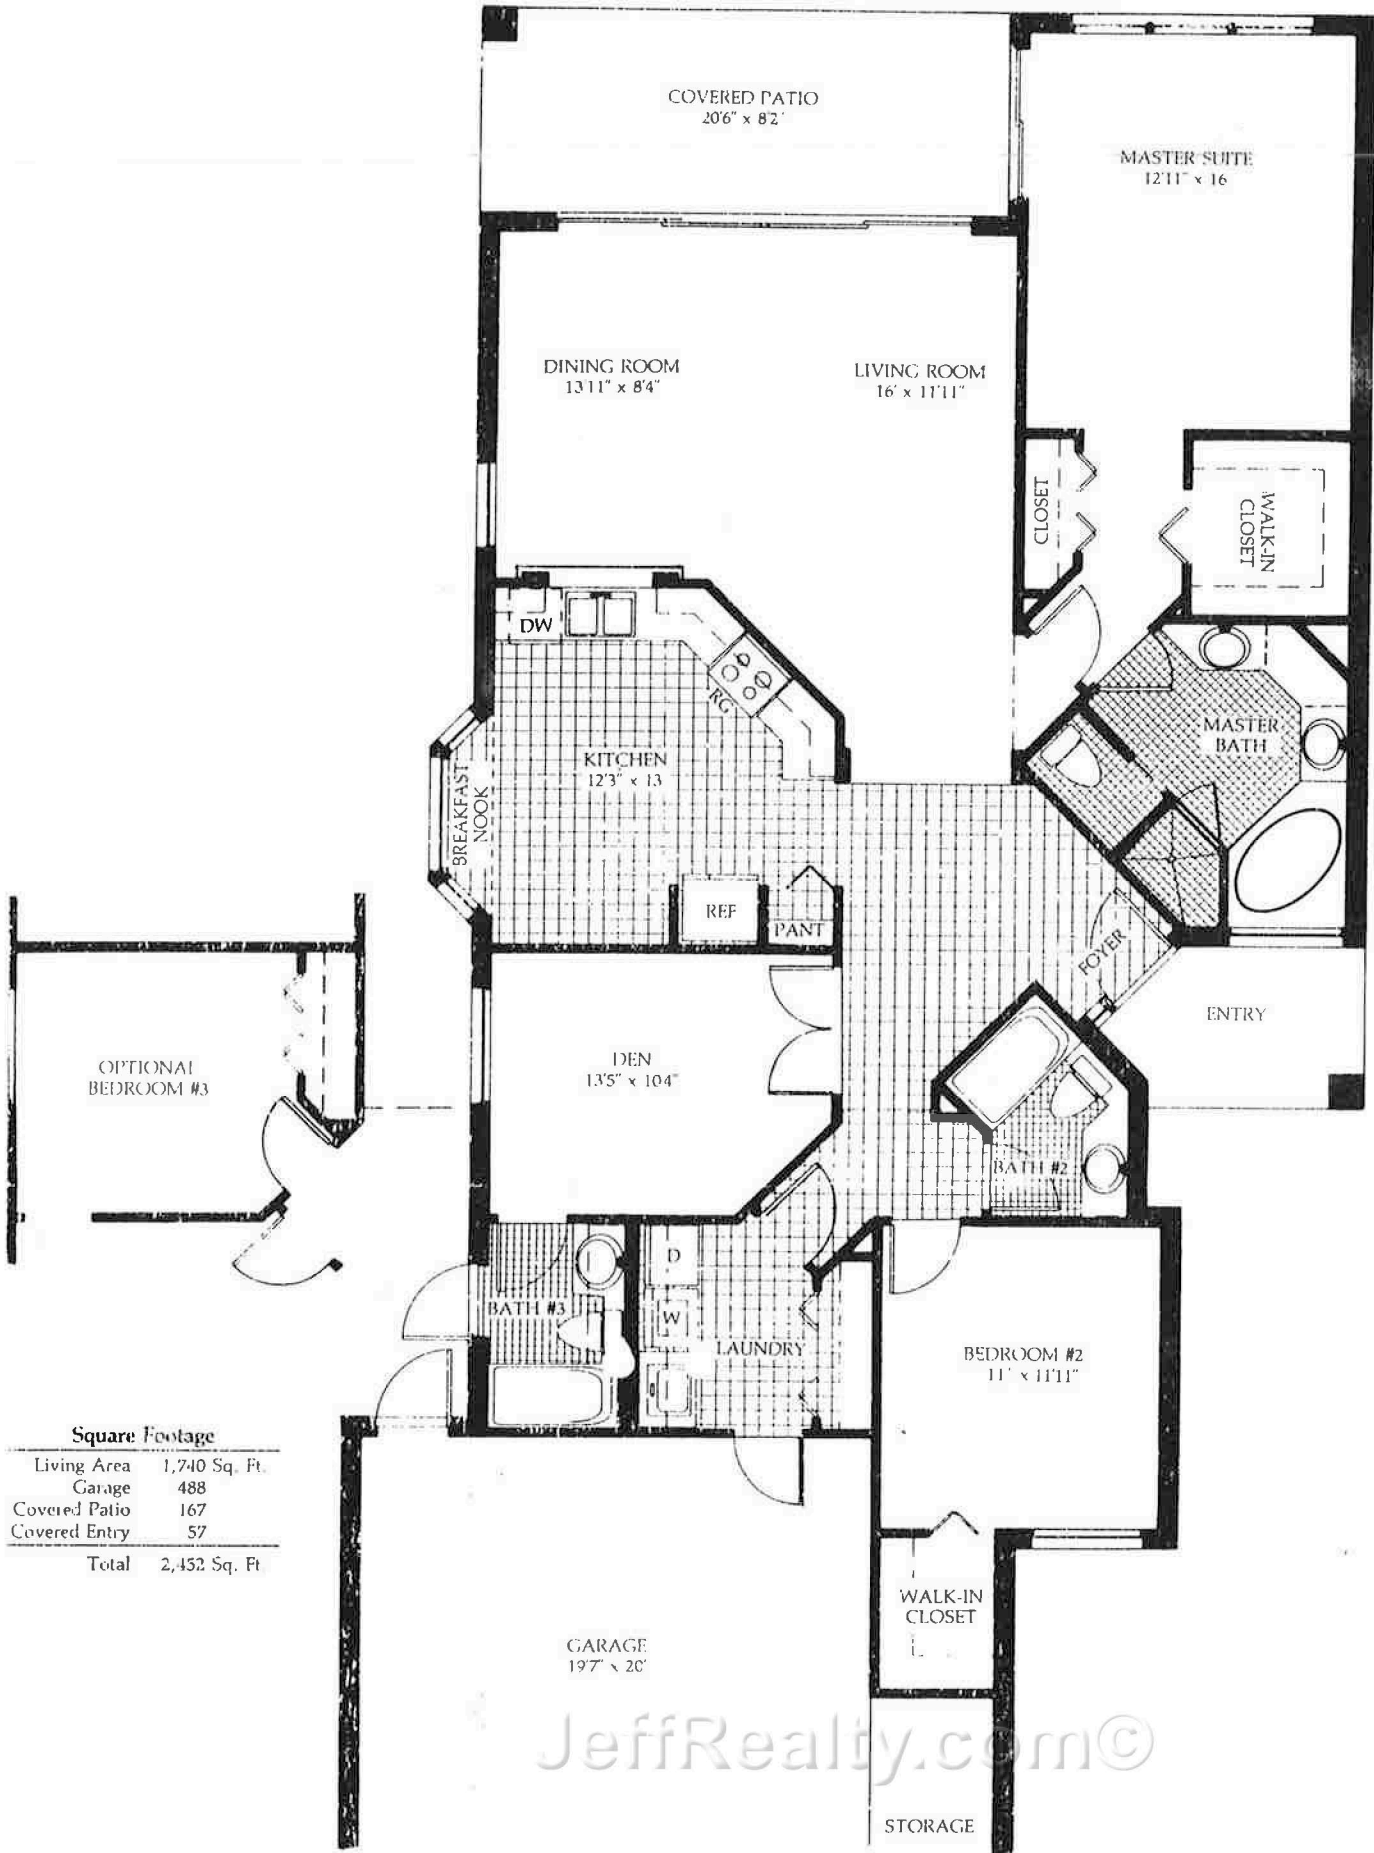 COVERED PATIO
20'6" x 8'2"
MASTER SUITE
12'11" x 16
DINING ROOM
13'11" x 8'4"
LIVING ROOM
16' x 11'11"
CLOSET
WALK-IN
CLOSET
DW
RG
KITCHEN
12'3" x 13
BREAKFAST
NOOK
MASTER
BATH
REF
PANT
FOYER
ENTRY
OPTIONAL
BEDROOM #3
DEN
13'5" x 10'4"
BATH #2
D
W
BATH #3
LAUNDRY
BEDROOM #2
11' x 11'11"
Square Footage
Living Area 1,740 Sq. Ft.
Garage 488
Covered Patio 167
Covered Entry 57
Total 2,452 Sq. Ft
WALK-IN
CLOSET
GARAGE
19'7" x 20'
JeffRealty.com©
STORAGE